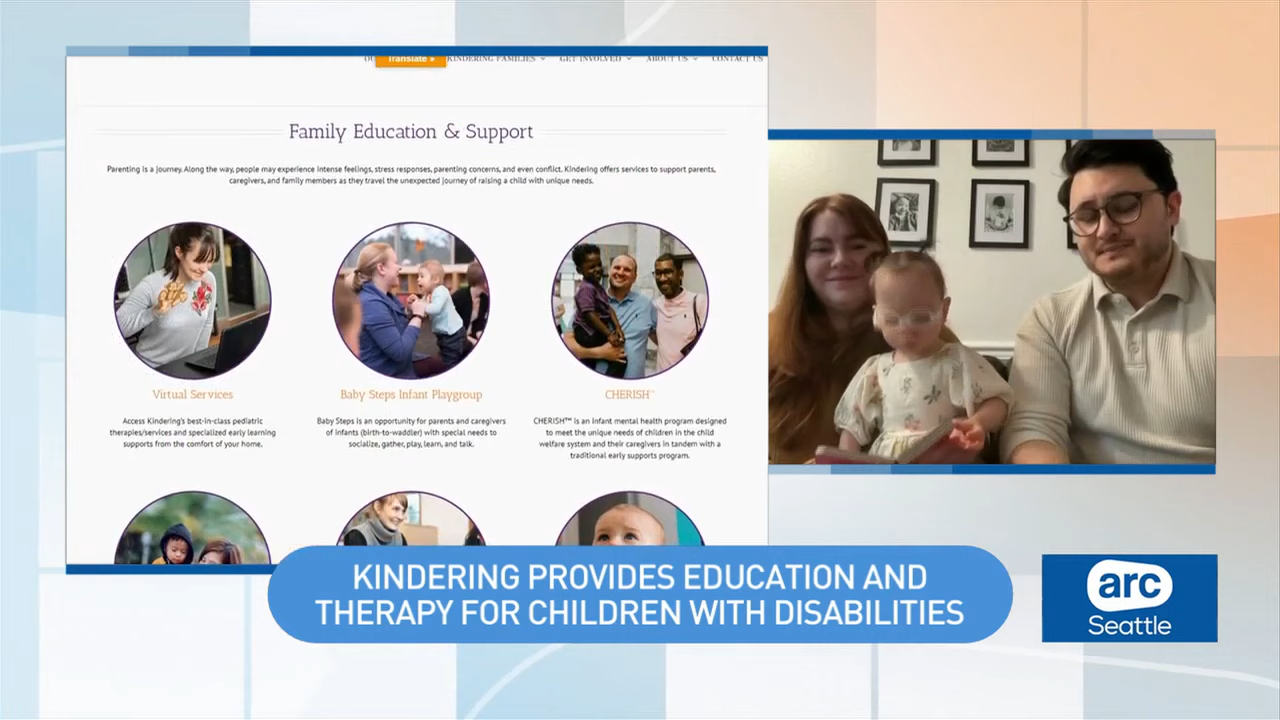 Translate »
KINDERING FAMILIES
GET INVOLVED
ABOUT US
CONTACT US
Family Education & Support
Parenting is a journey. Along the way, people may experience intense feelings, stress responses, parenting concerns, and even conflict. Kindering offers services to support parents,
caregivers, and family members as they travel the unexpected journey of raising a child with unique needs.
Virtual Services
Access Kindering's best-in-class pediatric
therapies/services and specialized early learning
supports from the comfort of your home.
Baby Steps Infant Playgroup
Baby Steps is an opportunity for parents and caregivers
of infants (birth-to-waddler) with special needs to
socialize, gather, play, learn, and talk.
CHERISH™
CHERISH™ is an infant mental health program designed
to meet the unique needs of children in the child
welfare system and their caregivers in tandem with a
traditional early supports program.
KINDERING PROVIDES EDUCATION AND
THERAPY FOR CHILDREN WITH DISABILITIES
arc
Seattle